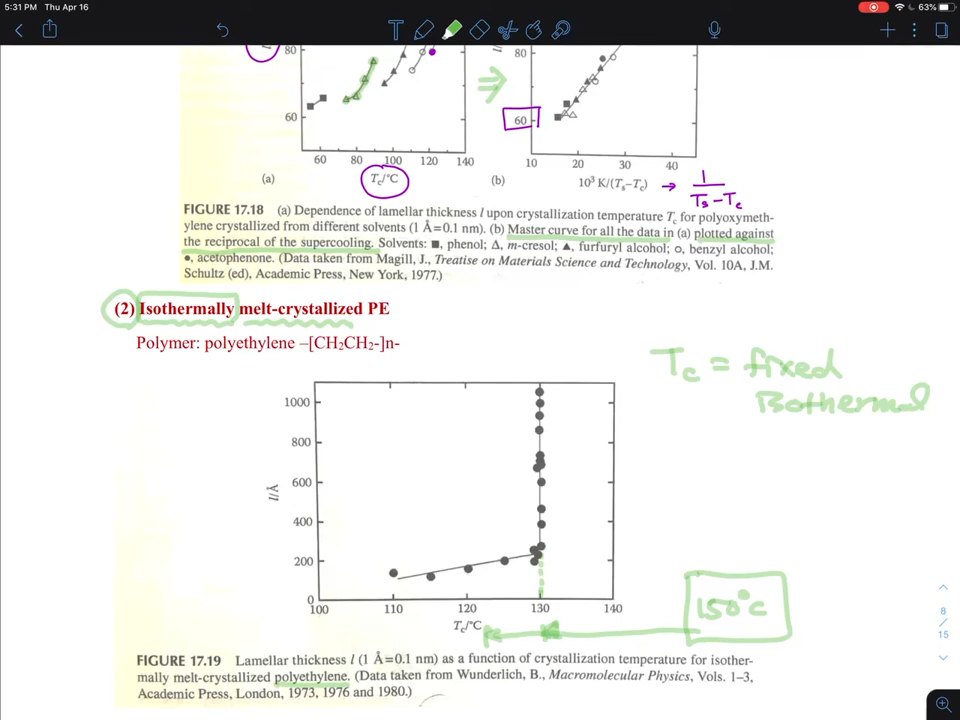 5:31 PM Thu Apr 16
63%
80
60
60 80 100 120 140
Tc/°C
(a)
80
60
10 20 30 40
10³ K/(Ts–Tc)
(b)
→ 1
Ts-Tc
FIGURE 17.18 (a) Dependence of lamellar thickness l upon crystallization temperature Tc for polyoxymeth-
ylene crystallized from different solvents (1 Å=0.1 nm). (b) Master curve for all the data in (a) plotted against
the reciprocal of the supercooling. Solvents: ■, phenol; Δ, m-cresol; ▲, furfuryl alcohol; ○, benzyl alcohol;
●, acetophenone. (Data taken from Magill, J., Treatise on Materials Science and Technology, Vol. 10A, J.M.
Schultz (ed), Academic Press, New York, 1977.)
(2) Isothermally melt-crystallized PE
Polymer: polyethylene –[CH₂CH₂-]n-
Tc = fixed
Isothermal
1000
800
600
400
200
0
l/Å
100 110 120 130 140
Tc/°C
150°C
FIGURE 17.19 Lamellar thickness l (1 Å=0.1 nm) as a function of crystallization temperature for isother-
mally melt-crystallized polyethylene. (Data taken from Wunderlich, B., Macromolecular Physics, Vols. 1–3,
Academic Press, London, 1973, 1976 and 1980.)
8
/
15